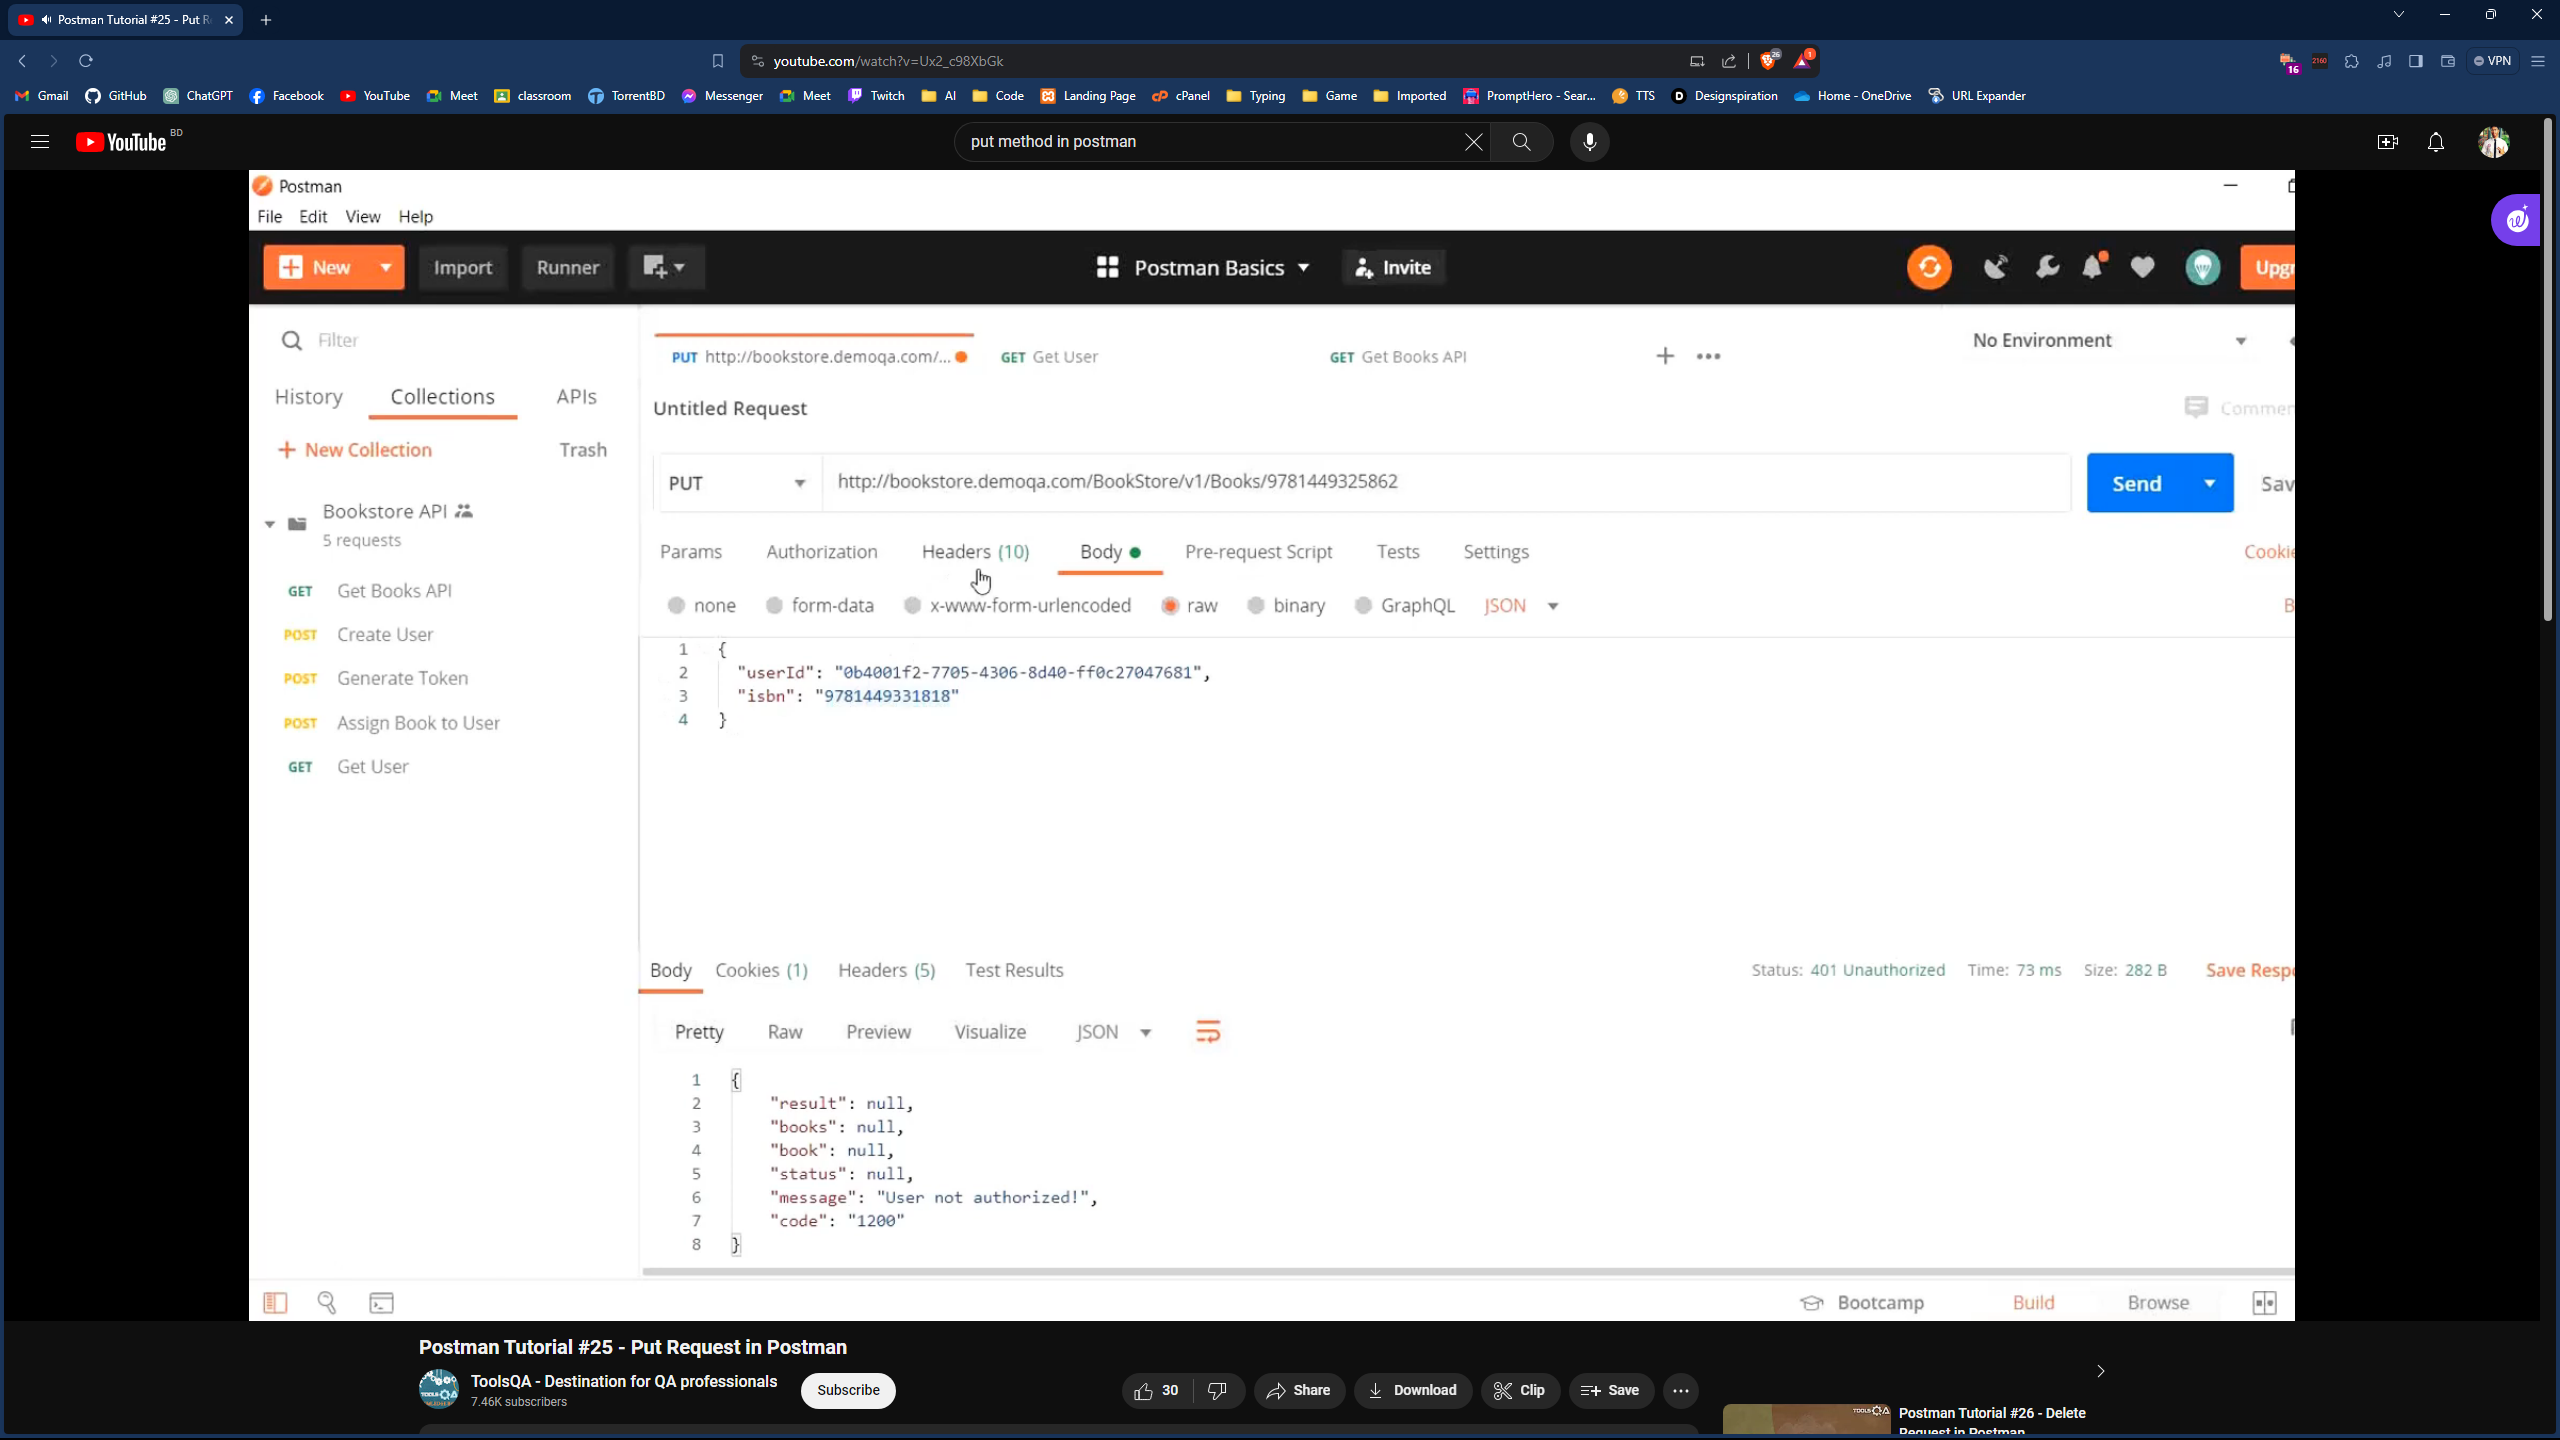 Postman Tutorial #25 - Put R
youtube.com/watch?v=Ux2_c98XbGk
26
1
16
2160
VPN
Gmail GitHub ChatGPT Facebook YouTube Meet classroom TorrentBD Messenger Meet Twitch AI Code Landing Page cPanel Typing Game Imported PromptHero - Sear... TTS Designspiration Home - OneDrive URL Expander
YouTube BD
put method in postman
Postman
File Edit View Help
New Import Runner Postman Basics Invite Upgr
Filter
PUT http://bookstore.demoqa.com/... GET Get User GET Get Books API No Environment
History Collections APIs
Untitled Request Commen
New Collection Trash
PUT http://bookstore.demoqa.com/BookStore/v1/Books/9781449325862 Send Sav
Bookstore API
5 requests
Params Authorization Headers (10) Body Pre-request Script Tests Settings Cookie
GET Get Books API
none form-data x-www-form-urlencoded raw binary GraphQL JSON B
POST Create User
POST Generate Token
POST Assign Book to User
GET Get User
1 {
2 "userId": "0b4001f2-7705-4306-8d40-ff0c27047681",
3 "isbn": "9781449331818"
4 }
Body Cookies (1) Headers (5) Test Results Status: 401 Unauthorized Time: 73 ms Size: 282 B Save Resp
Pretty Raw Preview Visualize JSON
1 {
2 "result": null,
3 "books": null,
4 "book": null,
5 "status": null,
6 "message": "User not authorized!",
7 "code": "1200"
8 }
Bootcamp Build Browse
Postman Tutorial #25 - Put Request in Postman
ToolsQA - Destination for QA professionals
7.46K subscribers
Subscribe
30 Share Download Clip Save
TOOLSQA
Postman Tutorial #26 - Delete
Request in Postman